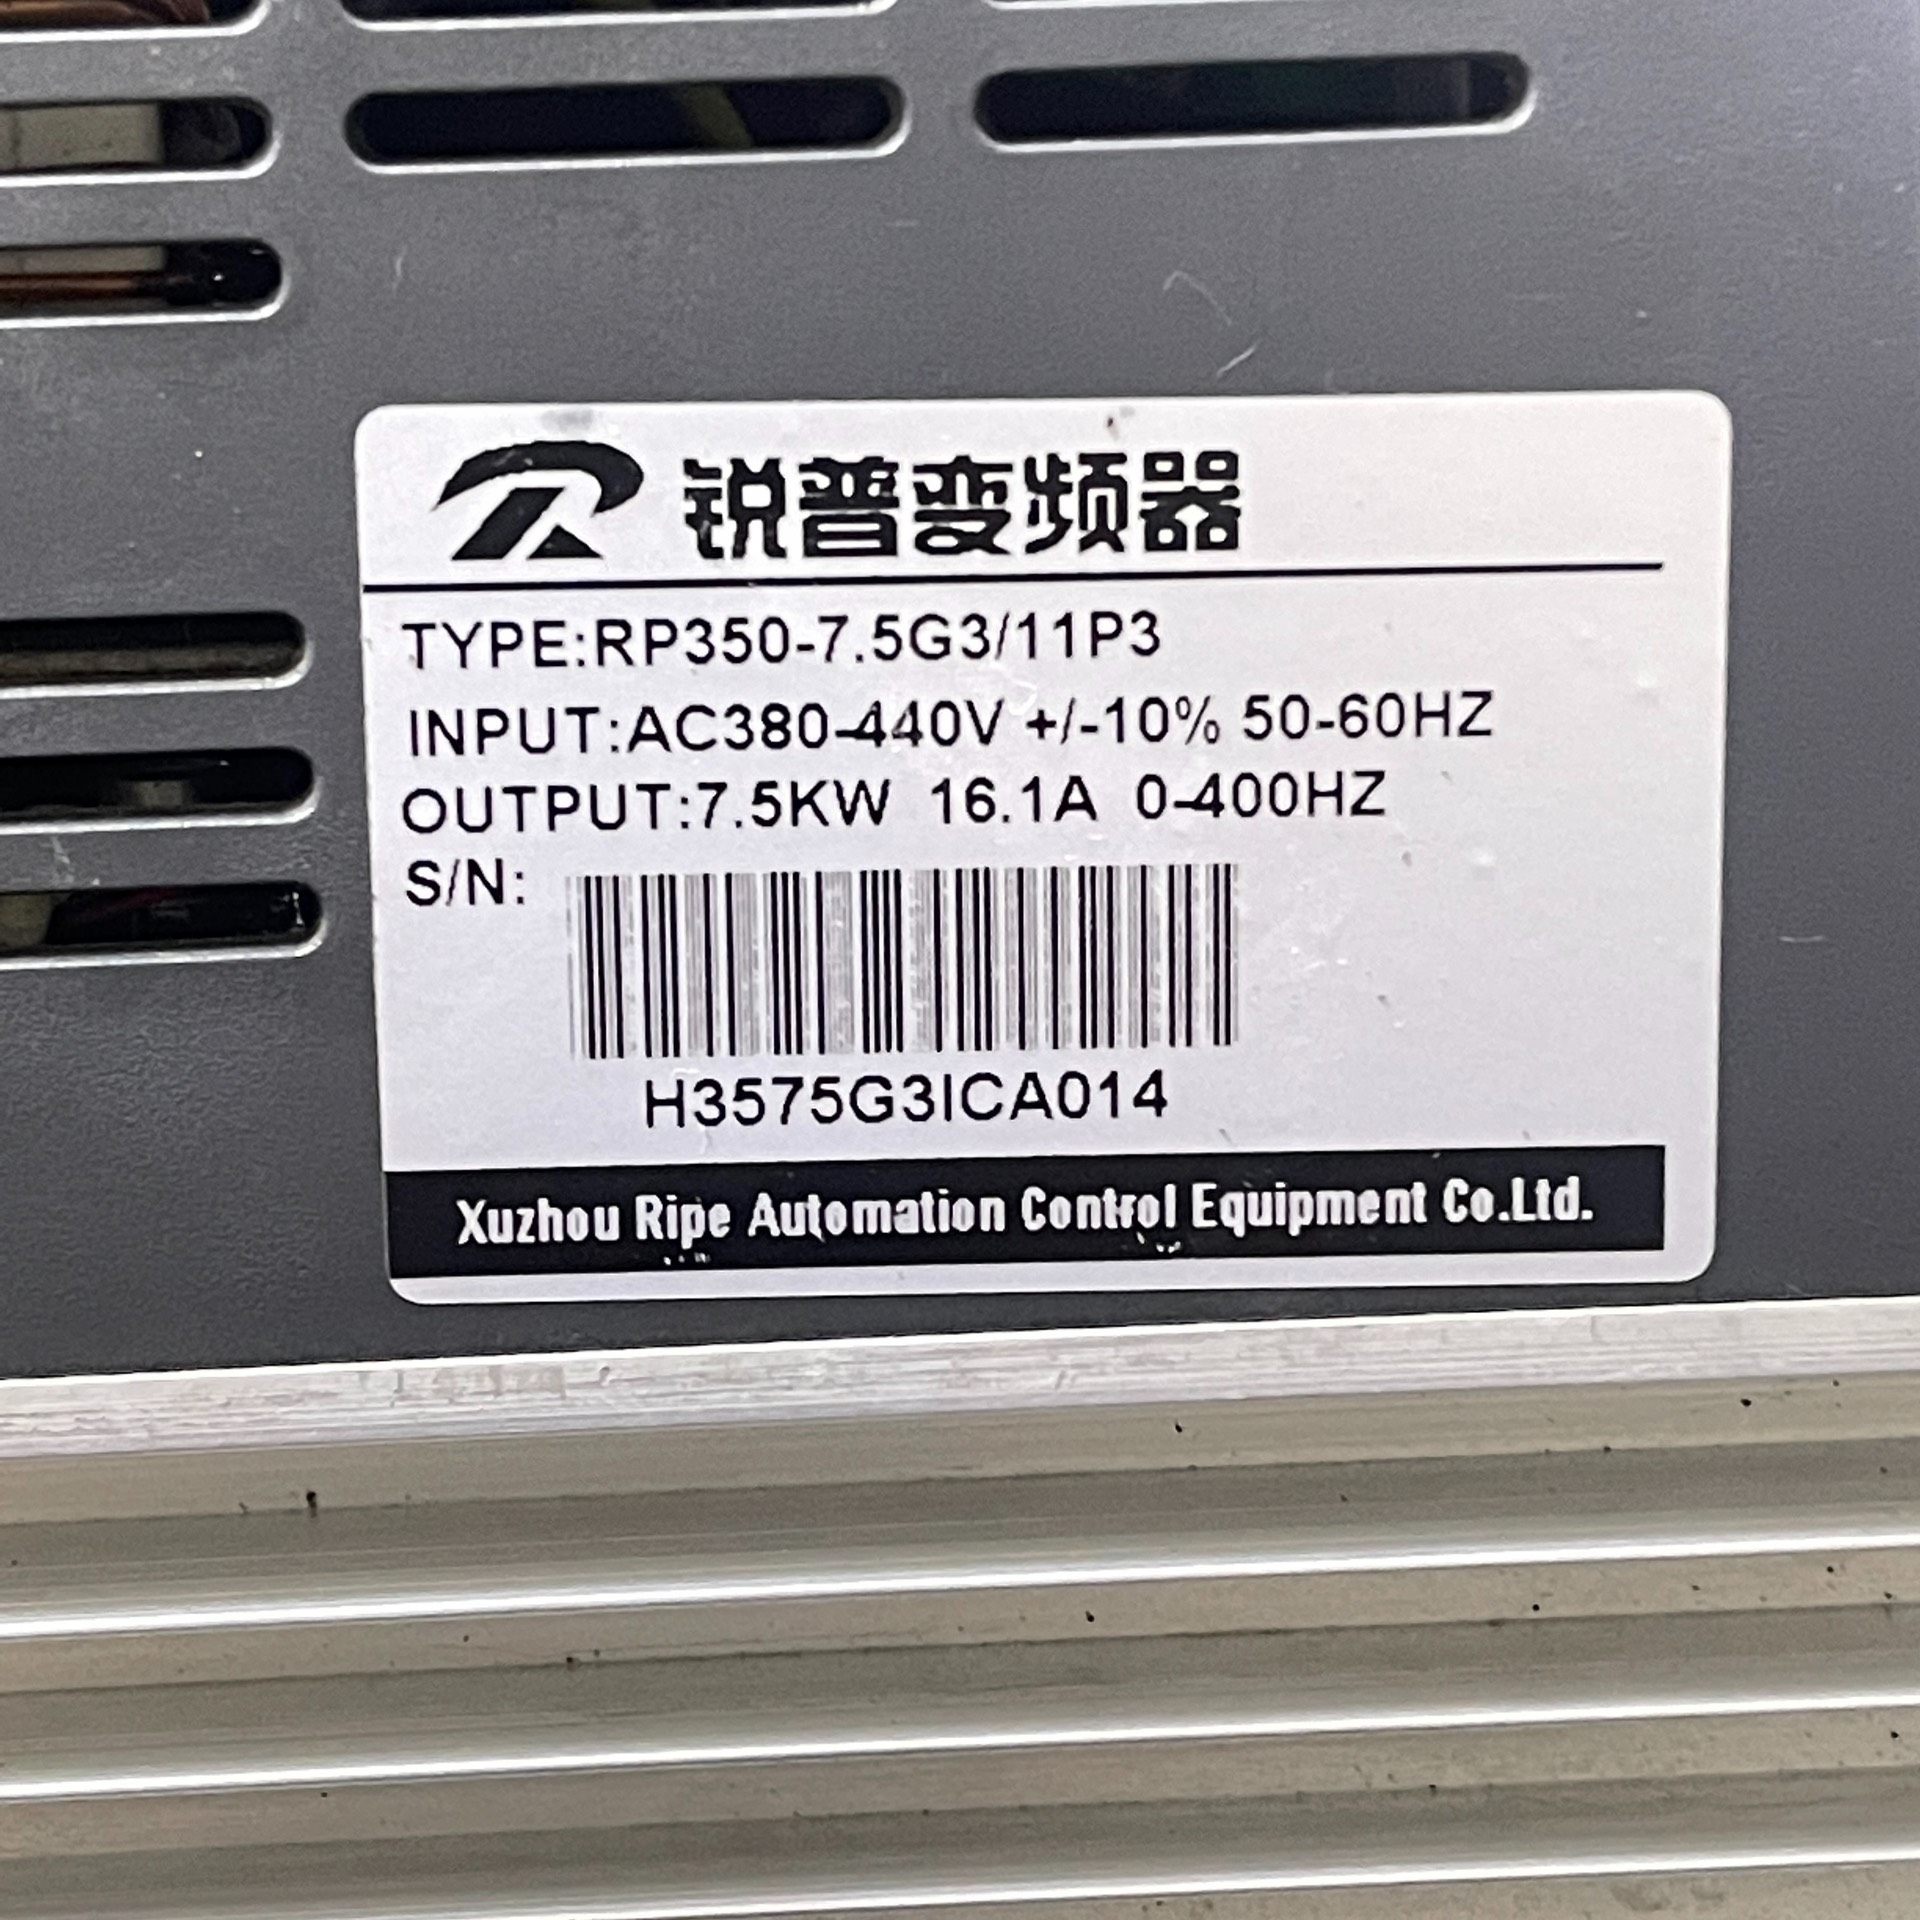 锐普变频器
TYPE:RP350-7.5G3/11P3
INPUT:AC380-440V +/-10% 50-60HZ
OUTPUT:7.5KW 16.1A 0-400HZ
S/N:
H3575G3ICA014
Xuzhou Ripe Automation Control Equipment Co.Ltd.